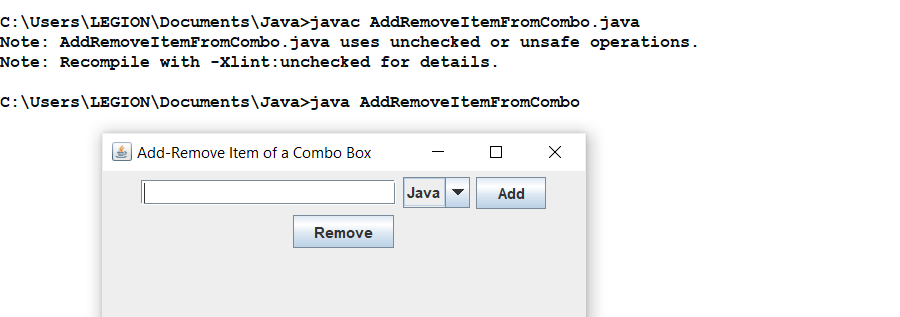 C:\Users\LEGION\Documents\Java>javac AddRemoveItemFromCombo.java
Note: AddRemoveItemFromCombo.java uses unchecked or unsafe operations.
Note: Recompile with -Xlint:unchecked for details.
C:\Users\LEGION\Documents\Java>java AddRemoveItemFromCombo
Add-Remove Item of a Combo Box
Java Add
Remove